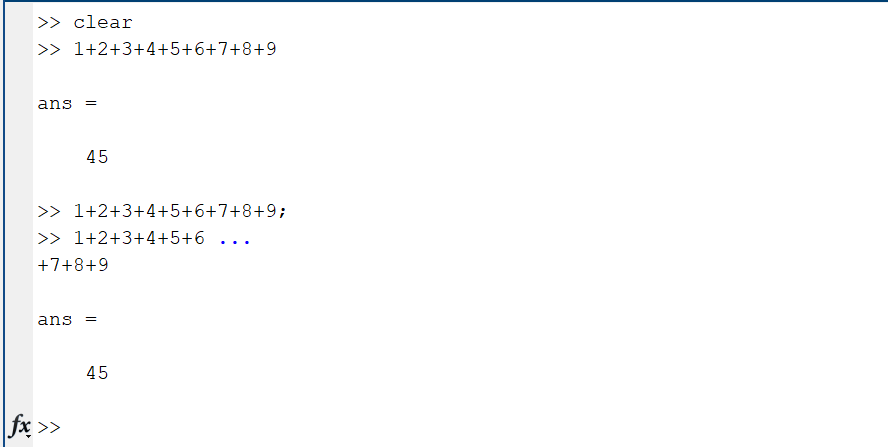 >> clear
>> 1+2+3+4+5+6+7+8+9
ans =
45
>> 1+2+3+4+5+6+7+8+9;
>> 1+2+3+4+5+6 ...
+7+8+9
ans =
45
fx >>